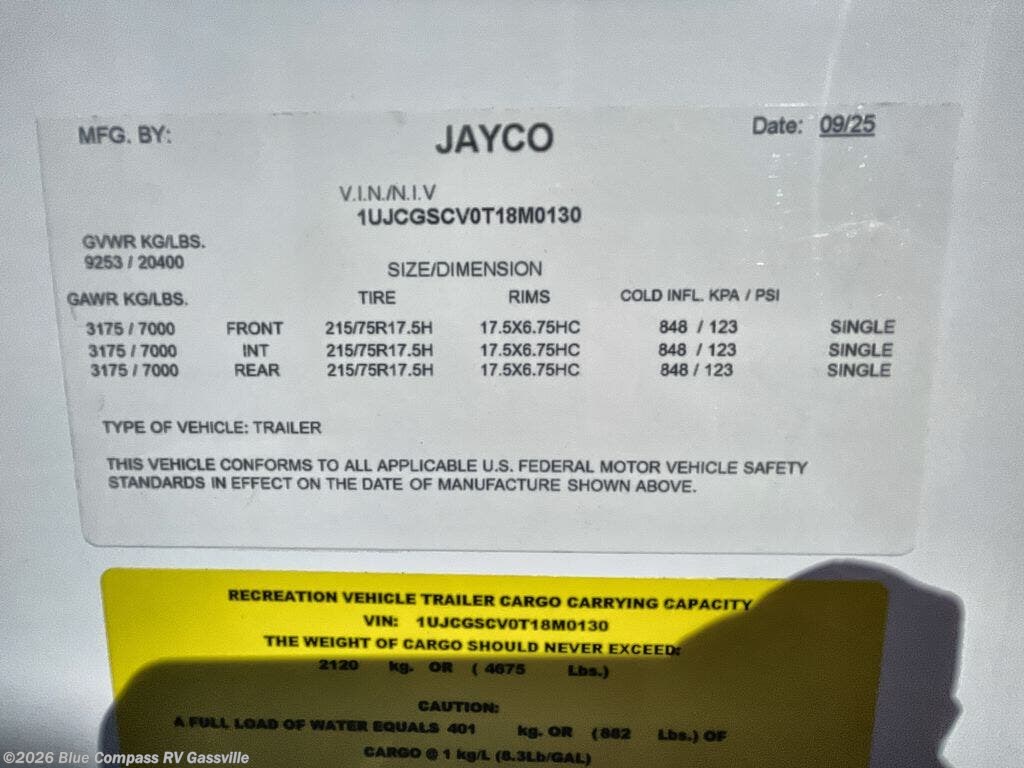 MFG. BY: JAYCO Date: 09/25
V.I.N./N.I.V
1UJCGSCV0T18M0130
GVWR KG/LBS.
9253 / 20400
SIZE/DIMENSION
GAWR KG/LBS. TIRE RIMS COLD INFL. KPA / PSI
3175 / 7000 FRONT 215/75R17.5H 17.5X6.75HC 848 / 123 SINGLE
3175 / 7000 INT 215/75R17.5H 17.5X6.75HC 848 / 123 SINGLE
3175 / 7000 REAR 215/75R17.5H 17.5X6.75HC 848 / 123 SINGLE
TYPE OF VEHICLE: TRAILER
THIS VEHICLE CONFORMS TO ALL APPLICABLE U.S. FEDERAL MOTOR VEHICLE SAFETY
STANDARDS IN EFFECT ON THE DATE OF MANUFACTURE SHOWN ABOVE.
RECREATION VEHICLE TRAILER CARGO CARRYING CAPACITY
VIN: 1UJCGSCV0T18M0130
THE WEIGHT OF CARGO SHOULD NEVER EXCEED:
2120 kg. OR ( 4675 Lbs.)
CAUTION:
A FULL LOAD OF WATER EQUALS 401 kg. OR (882 Lbs.) OF
CARGO @ 1 kg/L (8.3Lb/GAL)
©2026 Blue Compass RV Gassville